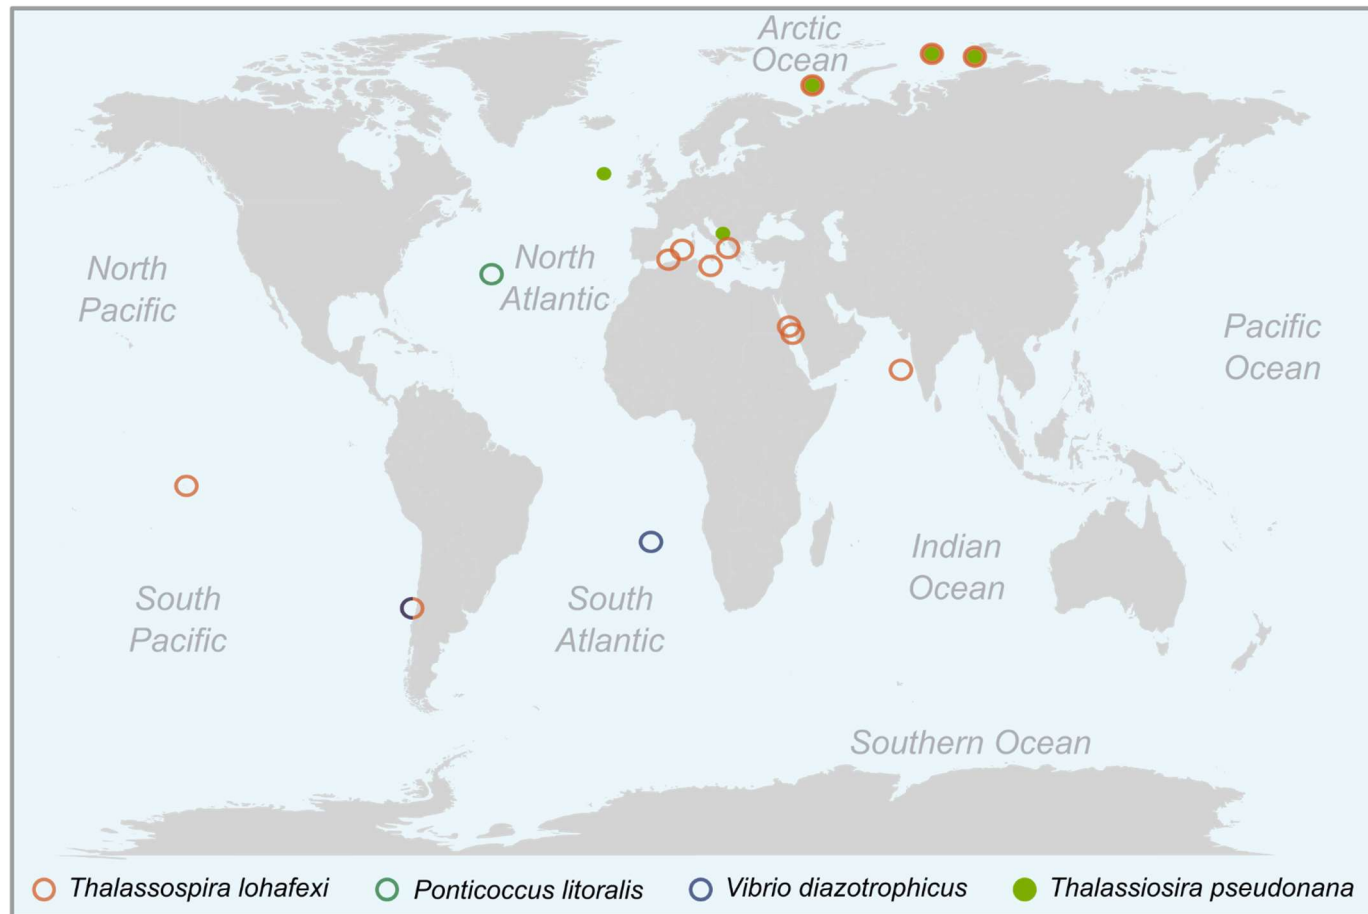 Arctic
Ocean
North
Pacific
North
Atlantic
Pacific
Ocean
South
Pacific
South
Atlantic
Indian
Ocean
Southern Ocean
Thalassospira lohafexi
Ponticoccus litoralis
Vibrio diazotrophicus
Thalassiosira pseudonana